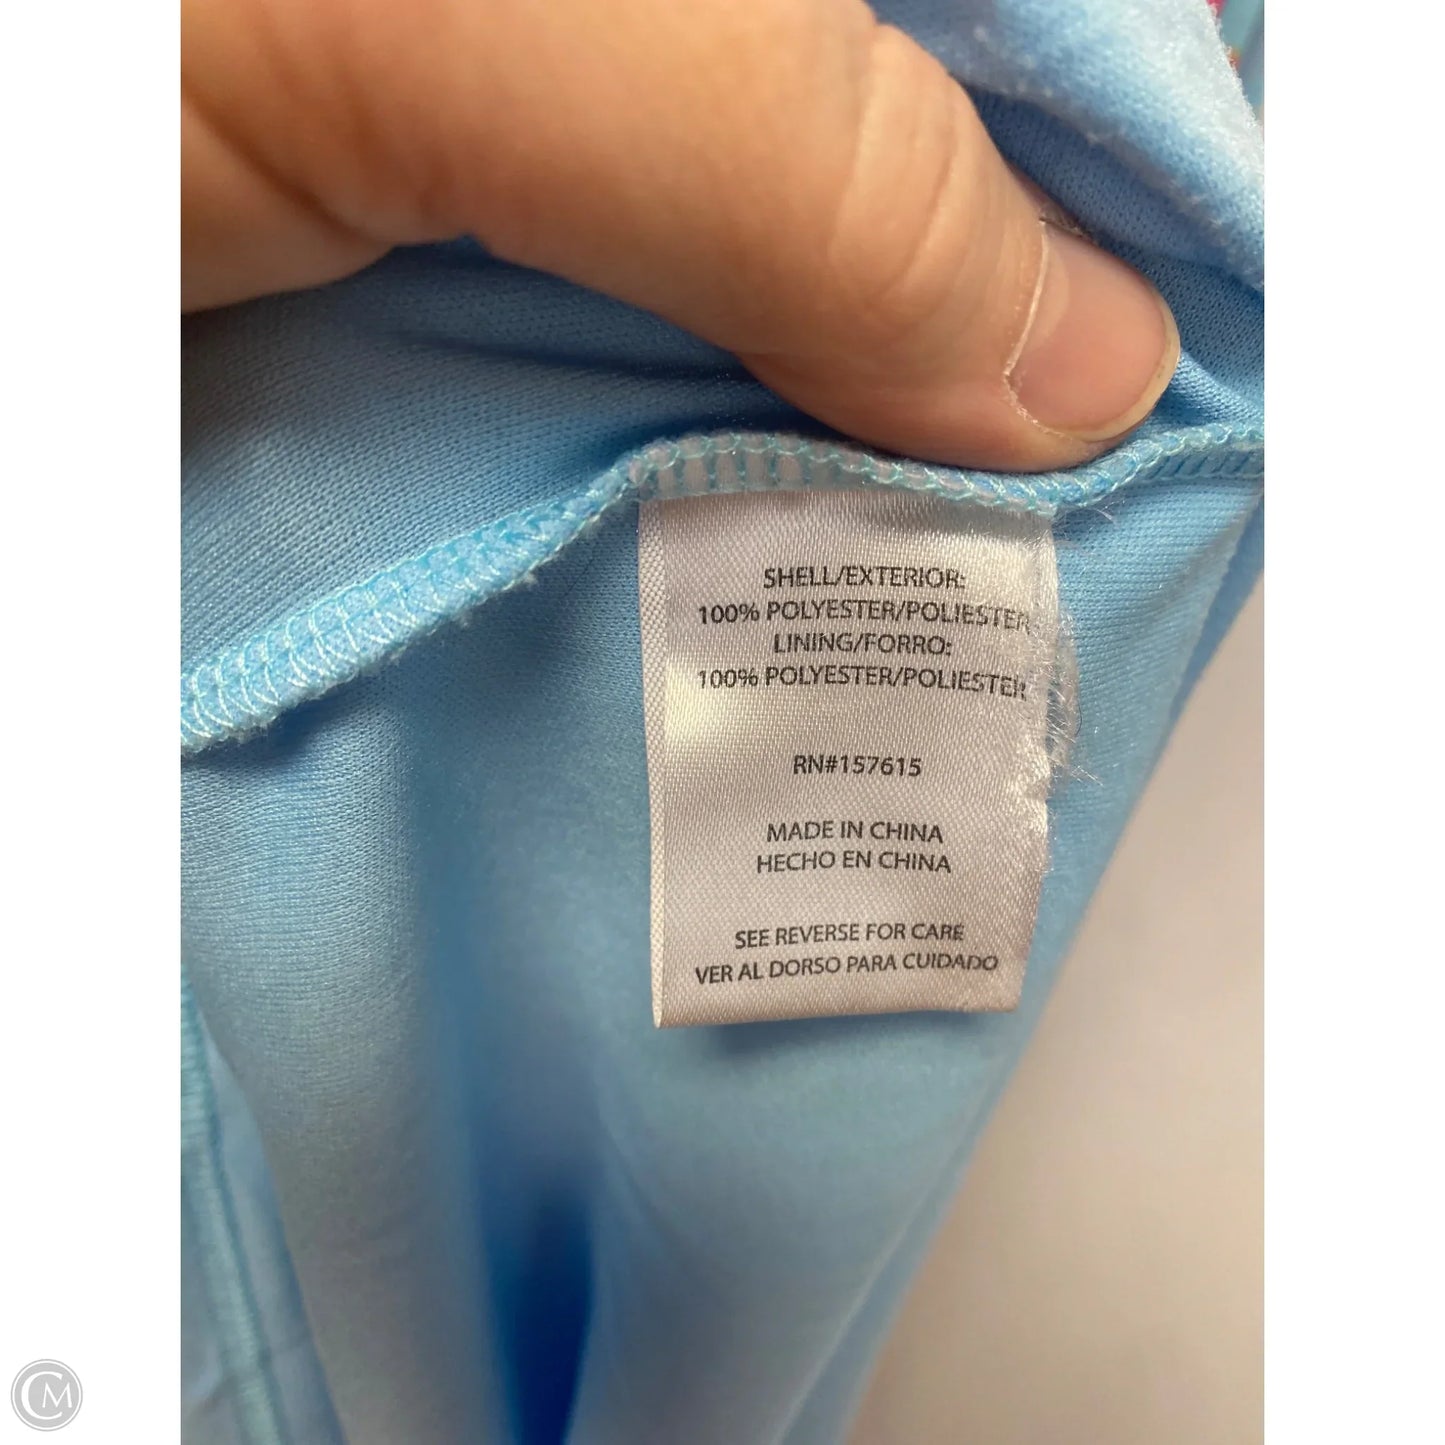 SHELL/EXTERIOR:
100% POLYESTER/POLIESTER
LINING/FORRO:
100% POLYESTER/POLIESTER
RN#157615
MADE IN CHINA
HECHO EN CHINA
SEE REVERSE FOR CARE
VER AL DORSO PARA CUIDADO
CM